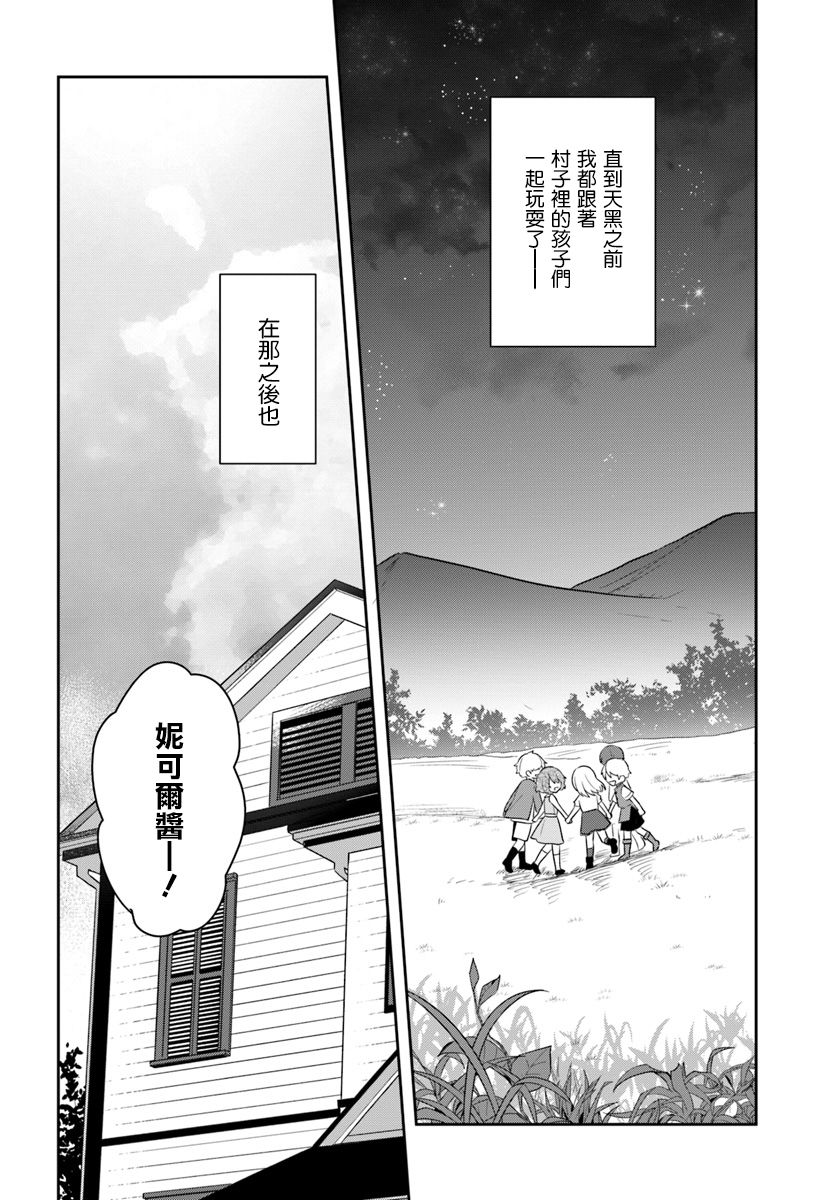 直到天黑之前
我都跟著
村子裡的孩子們
一起玩耍了──
在那之後也
妮可爾醬ー！